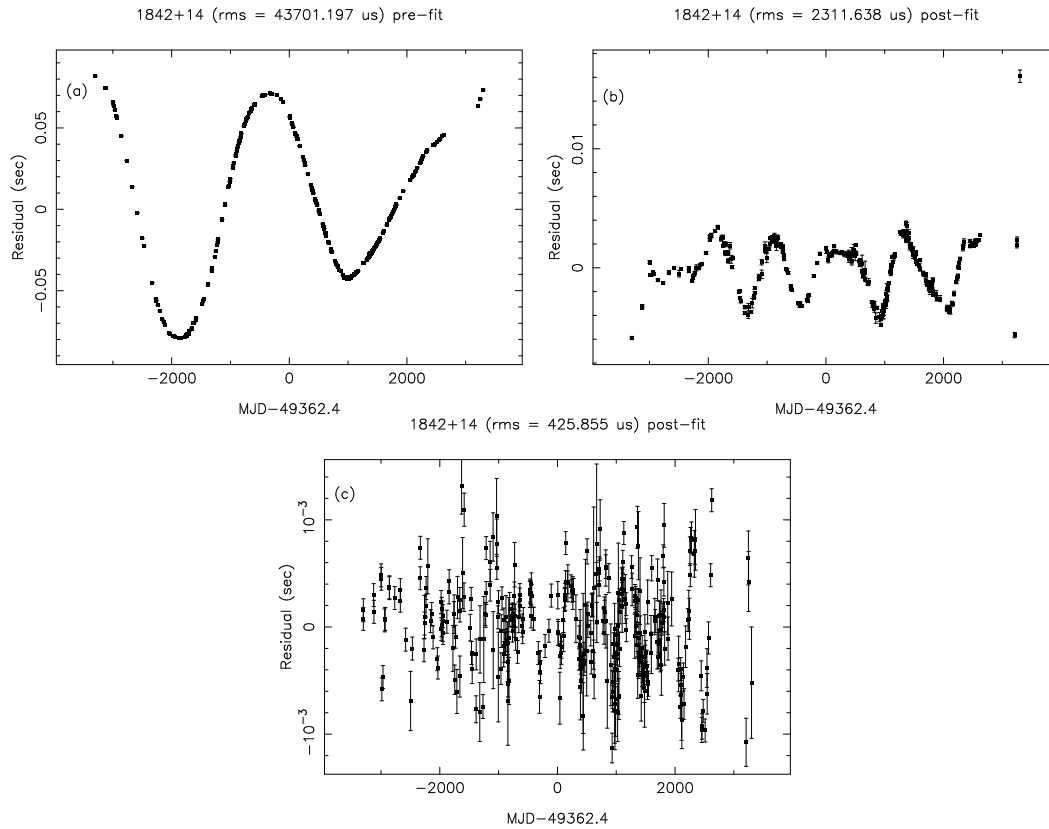 1842+14 (rms = 43701.197 us) pre-fit
(a)
Residual (sec)
0.05
0
-0.05
-2000 0 2000
MJD-49362.4
1842+14 (rms = 2311.638 us) post-fit
(b)
Residual (sec)
0.01
0
-2000 0 2000
MJD-49362.4
1842+14 (rms = 425.855 us) post-fit
(c)
Residual (sec)
10⁻³
0
-10⁻³
-2000 0 2000
MJD-49362.4